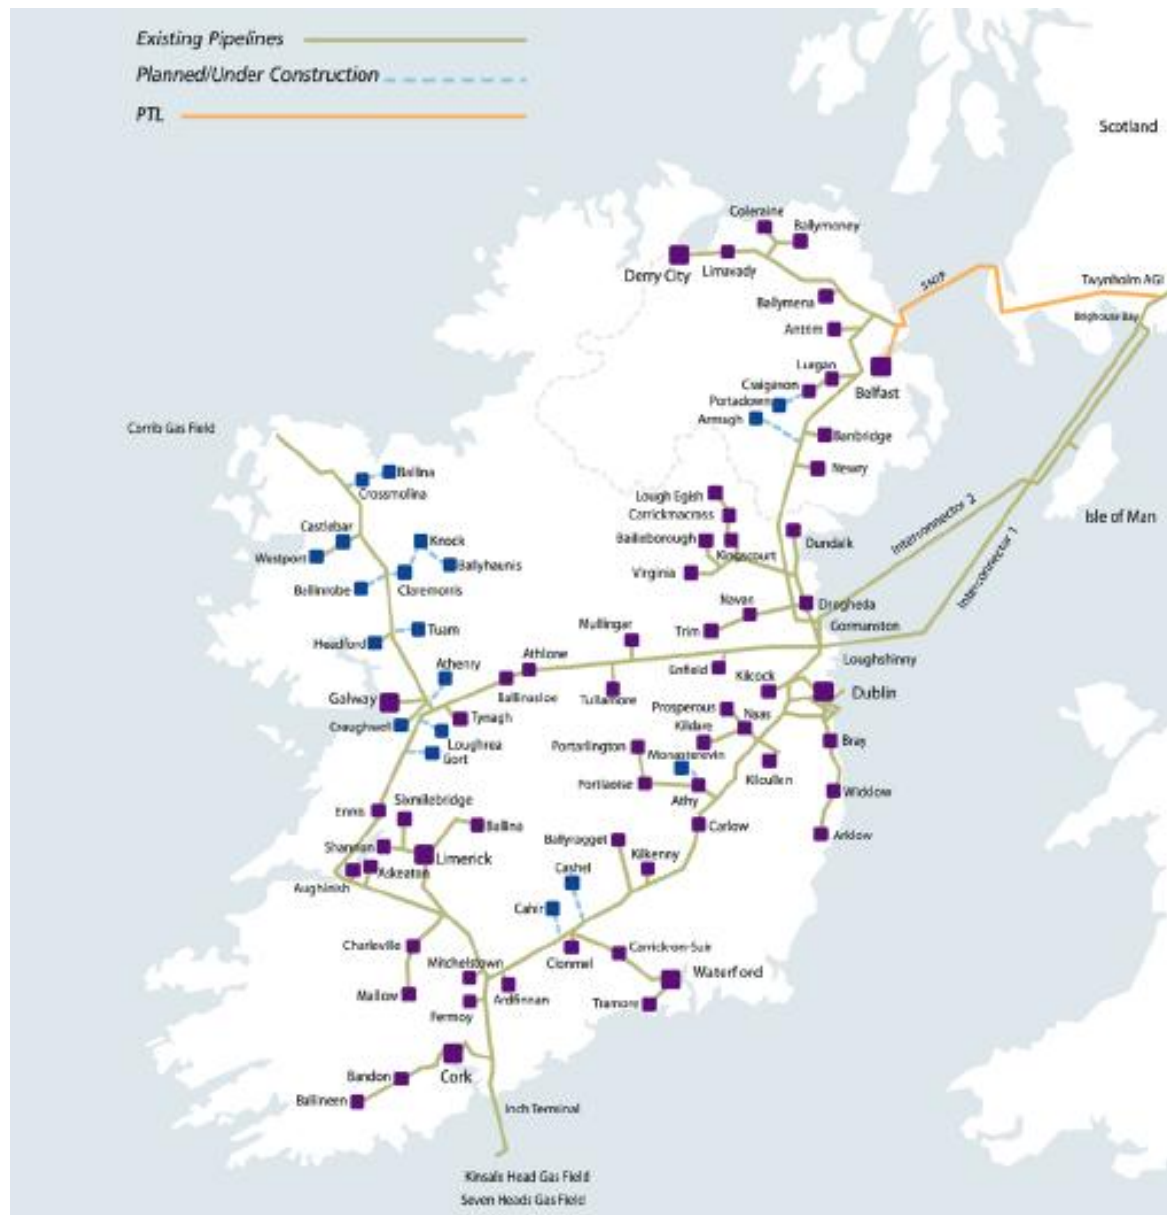 Existing Pipelines
Planned/Under Construction
PTL
Scotland
Coleraine
Ballymoney
Derry City
Limavady
SNIP
Twynholm AGI
Ballymena
Brighouse Bay
Antrim
Lurgan
Craigavon
Belfast
Portadown
Armagh
Corrib Gas Field
Banbridge
Newry
Ballina
Crossmolina
Lough Egish
Carrickmacross
Isle of Man
Castlebar
Interconnector 2
Knock
Bailieborough
Kingscourt
Dundalk
Westport
Ballyhaunis
Virginia
Interconnector 1
Ballinrobe
Claremorris
Navan
Drogheda
Mullingar
Gormanston
Tuam
Trim
Headford
Athlone
Loughshinny
Athenry
Enfield
Kilcock
Galway
Ballinasloe
Tullamore
Dublin
Prosperous
Naas
Craughwell
Tynagh
Kildare
Loughrea
Portarlington
Monasterevin
Bray
Gort
Kilcullen
Portlaoise
Athy
Wicklow
Sixmilebridge
Ennis
Ballina
Carlow
Arklow
Ballyragget
Shannon
Limerick
Kilkenny
Askeaton
Cashel
Aughinish
Cahir
Charleville
Carrick-on-Suir
Mitchelstown
Clonmel
Waterford
Mallow
Ardfinnan
Tramore
Fermoy
Bandon
Cork
Ballineen
Inch Terminal
Kinsale Head Gas Field
Seven Heads Gas Field